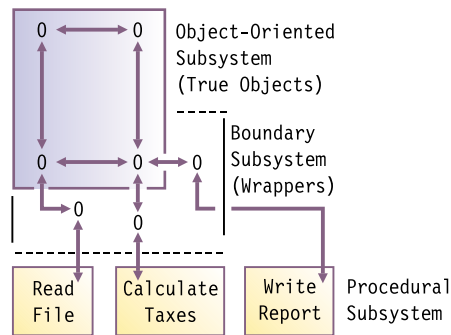 O O
Object-Oriented
Subsystem
(True Objects)
Boundary
Subsystem
(Wrappers)
O O O
O O
Read
File
Calculate
Taxes
Write
Report
Procedural
Subsystem